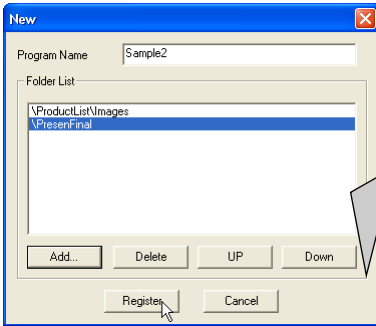 New
Program Name Sample2
Folder List
\ProductList\Images
\PresenFinal
Add... Delete UP Down
Register Cancel